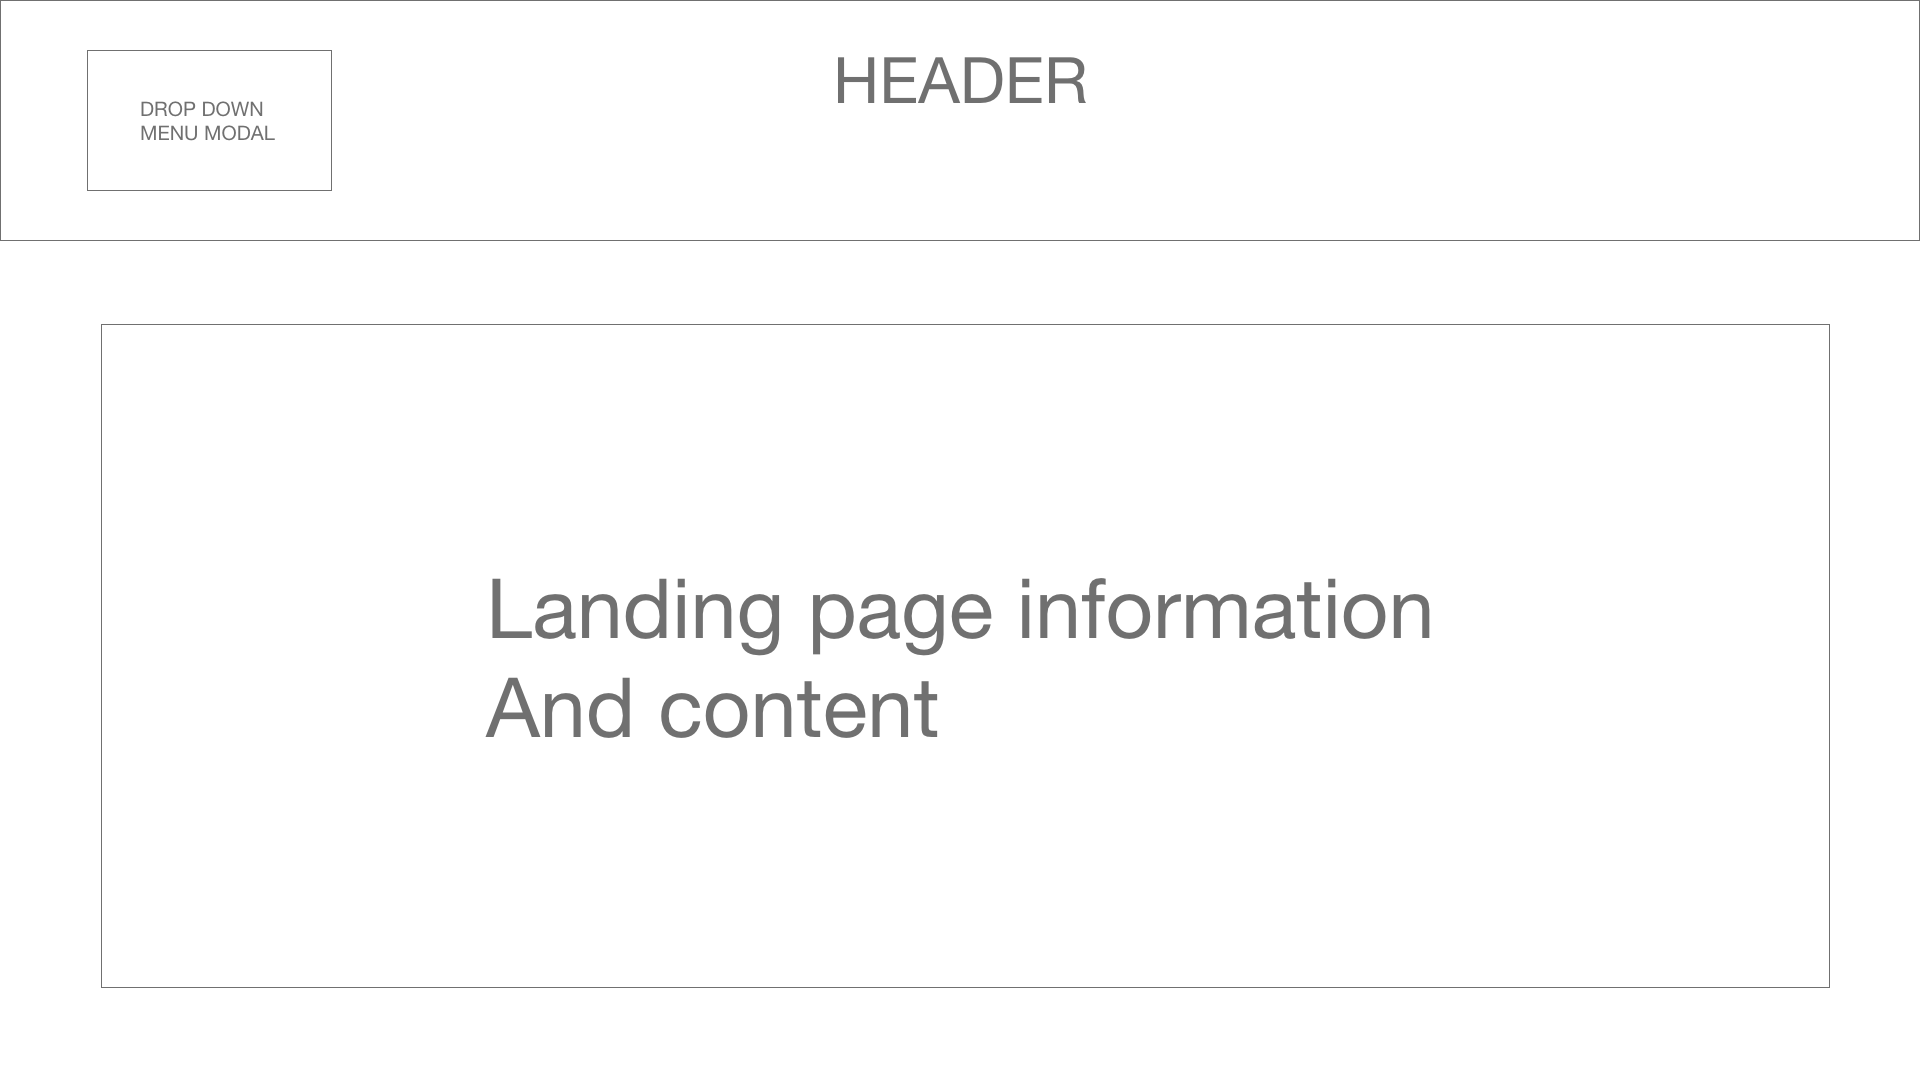 HEADER
DROP DOWN
MENU MODAL
Landing page information
And content